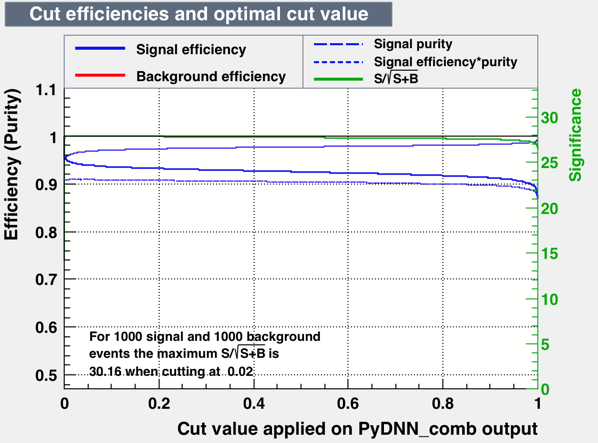 Cut efficiencies and optimal cut value
Signal efficiency
Background efficiency
Signal purity
Signal efficiency*purity
S/√S+B
Efficiency (Purity)
1.1
1
0.9
0.8
0.7
0.6
0.5
Significance
30
25
20
15
10
5
0
For 1000 signal and 1000 background
events the maximum S/√S+B is
30.16 when cutting at 0.02
0
0.2
0.4
0.6
0.8
1
Cut value applied on PyDNN_comb output